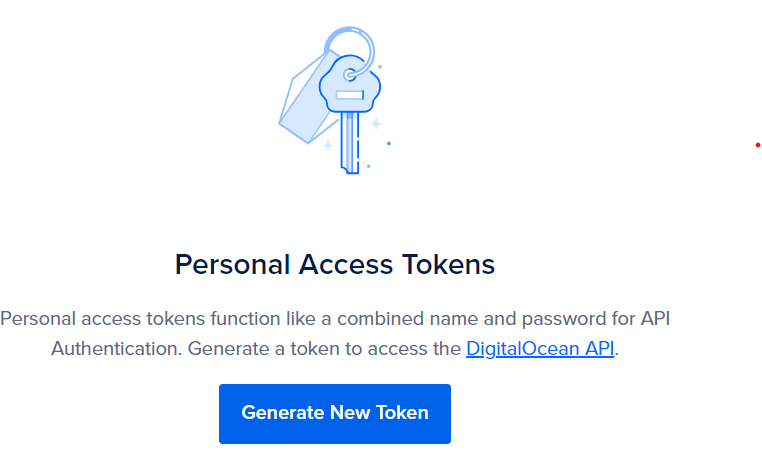 Personal Access Tokens
Personal access tokens function like a combined name and password for API
Authentication. Generate a token to access the DigitalOcean API.
Generate New Token